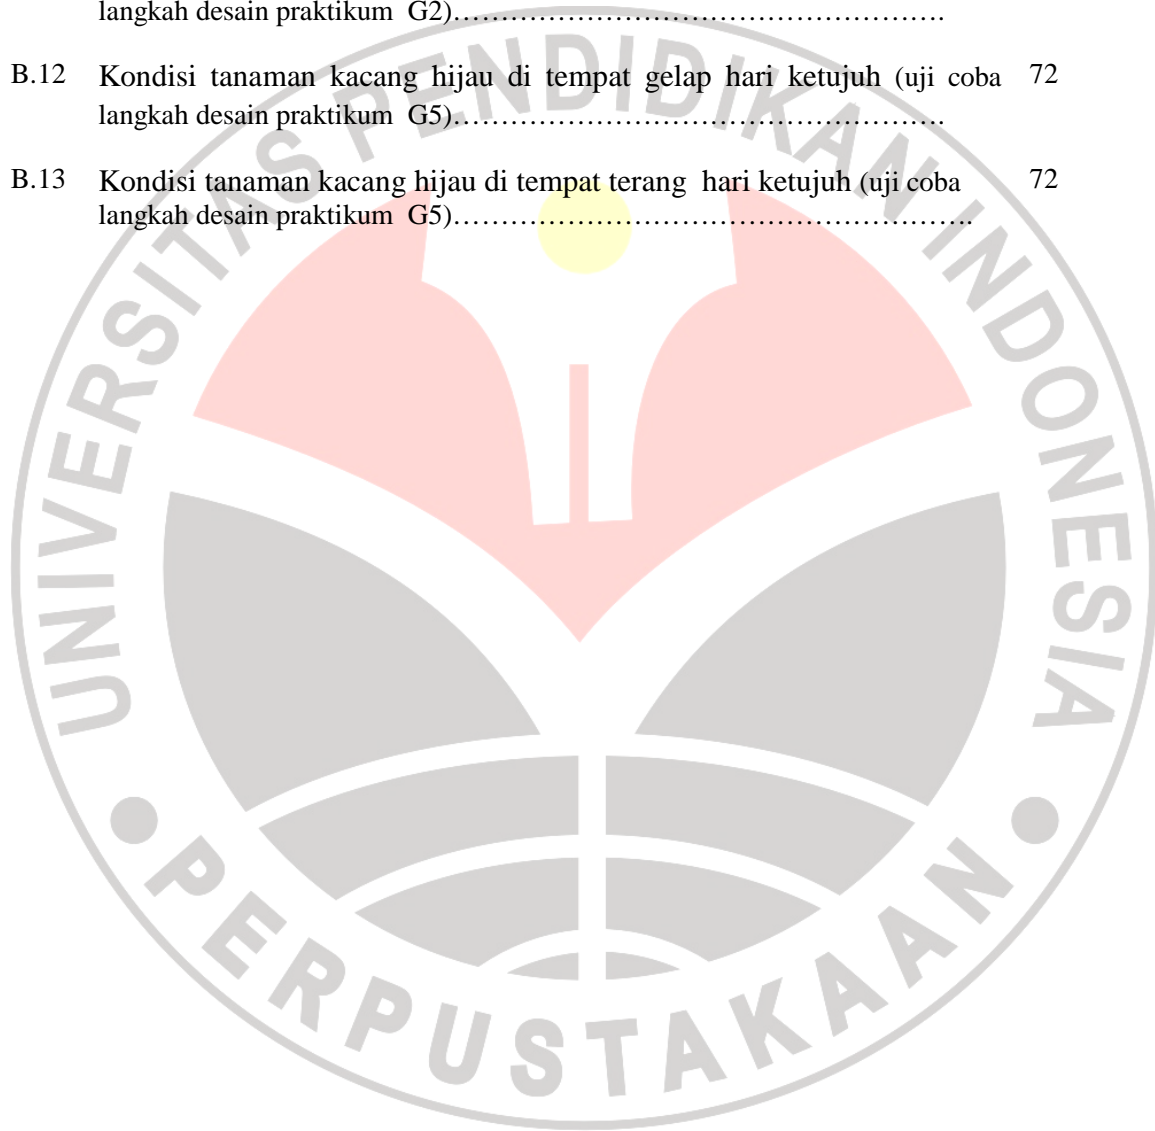 langkah desain praktikum G2)……………………………………………….
B.12 Kondisi tanaman kacang hijau di tempat gelap hari ketujuh (uji coba 72
langkah desain praktikum G5)…………………………………………….
B.13 Kondisi tanaman kacang hijau di tempat terang hari ketujuh (uji coba 72
langkah desain praktikum G5)……………………………………………….
UNIVERSITAS PENDIDIKAN INDONESIA
PERPUSTAKAAN